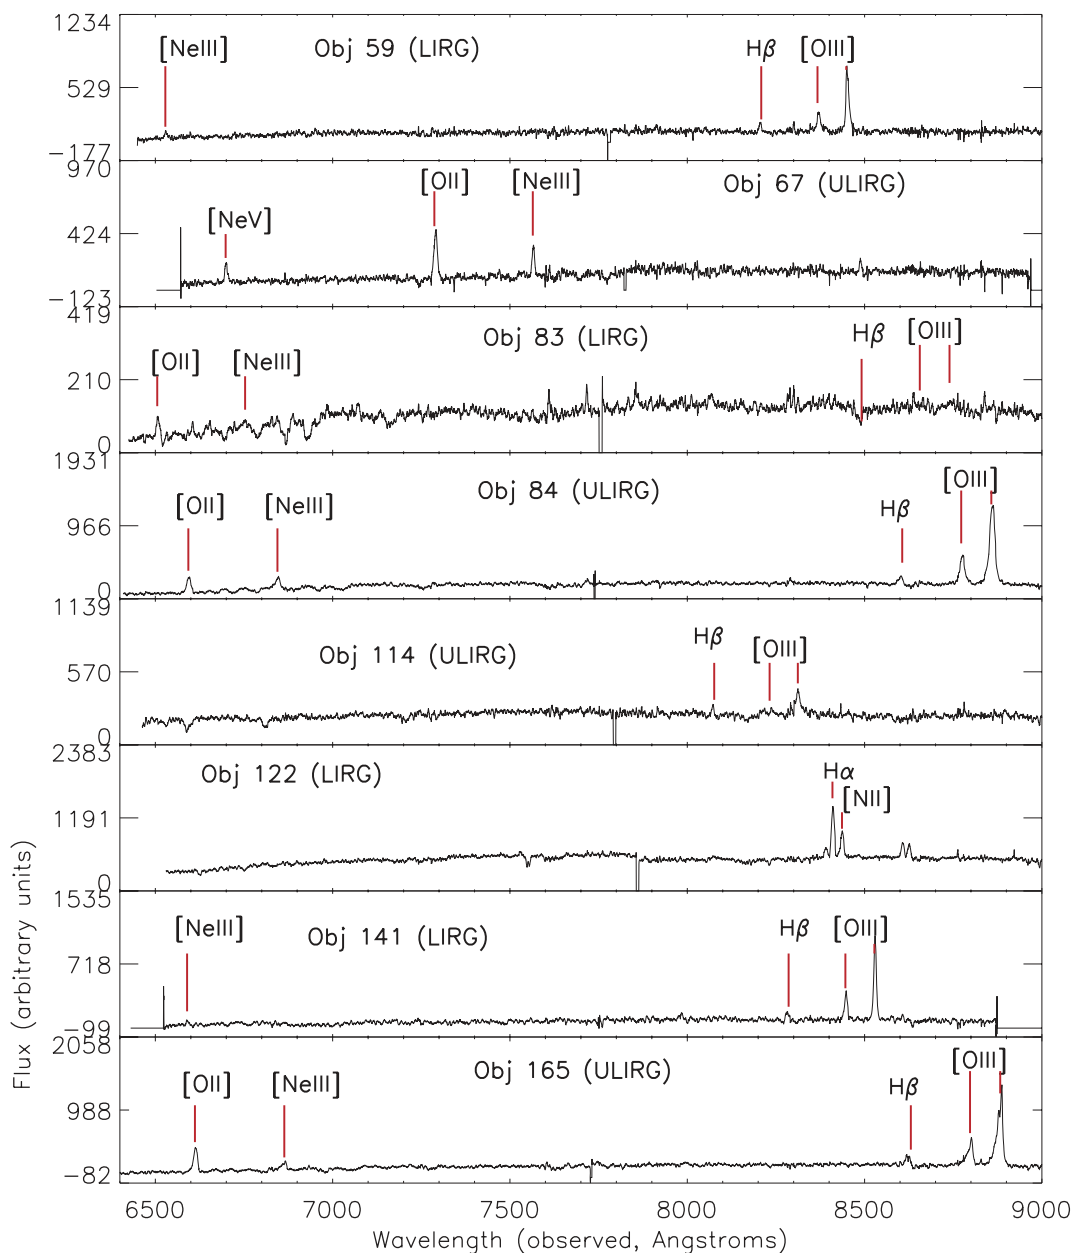 1234
[NeIII] Obj 59 (LIRG) Hβ [OIII]
529
−177
970
[NeV] [OII] [NeIII] Obj 67 (ULIRG)
424
−123
419
[OII] [NeIII] Obj 83 (LIRG) Hβ [OIII]
210
0
1931
[OII] [NeIII] Obj 84 (ULIRG) Hβ [OIII]
966
0
1139
Obj 114 (ULIRG) Hβ [OIII]
570
0
2383
Obj 122 (LIRG) Hα [NII]
1191
0
1535
[NeIII] Obj 141 (LIRG) Hβ [OIII]
718
−99
2058
[OII] [NeIII] Obj 165 (ULIRG) Hβ [OIII]
988
−82
Flux (arbitrary units)
6500 7000 7500 8000 8500 9000
Wavelength (observed, Angstroms)